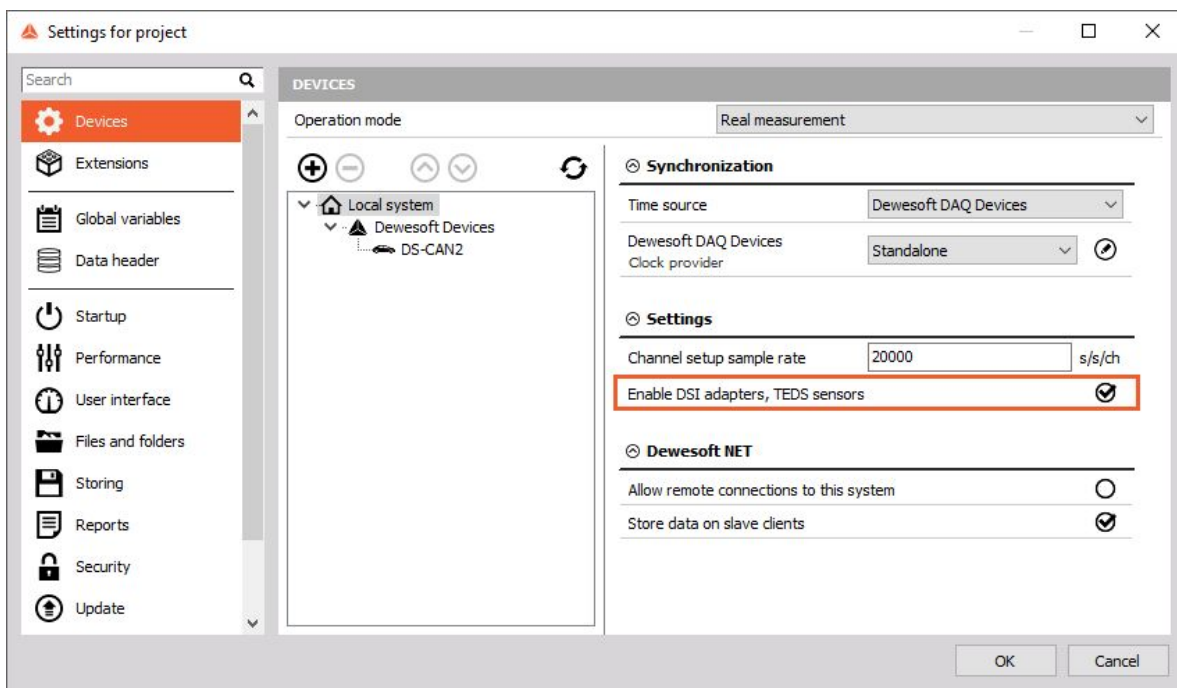 Settings for project
Search
DEVICES
Devices
Extensions
Global variables
Data header
Startup
Performance
User interface
Files and folders
Storing
Reports
Security
Update
Operation mode
Real measurement
Local system
Dewesoft Devices
DS-CAN2
Synchronization
Time source
Dewesoft DAQ Devices
Dewesoft DAQ Devices
Clock provider
Standalone
Settings
Channel setup sample rate
20000
s/s/ch
Enable DSI adapters, TEDS sensors
Dewesoft NET
Allow remote connections to this system
Store data on slave clients
OK
Cancel